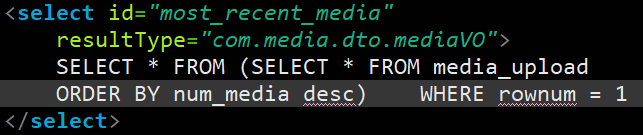 <select id="most_recent_media"
resultType="com.media.dto.mediaVO">
SELECT * FROM (SELECT * FROM media_upload
ORDER BY num_media desc)    WHERE rownum = 1
</select>